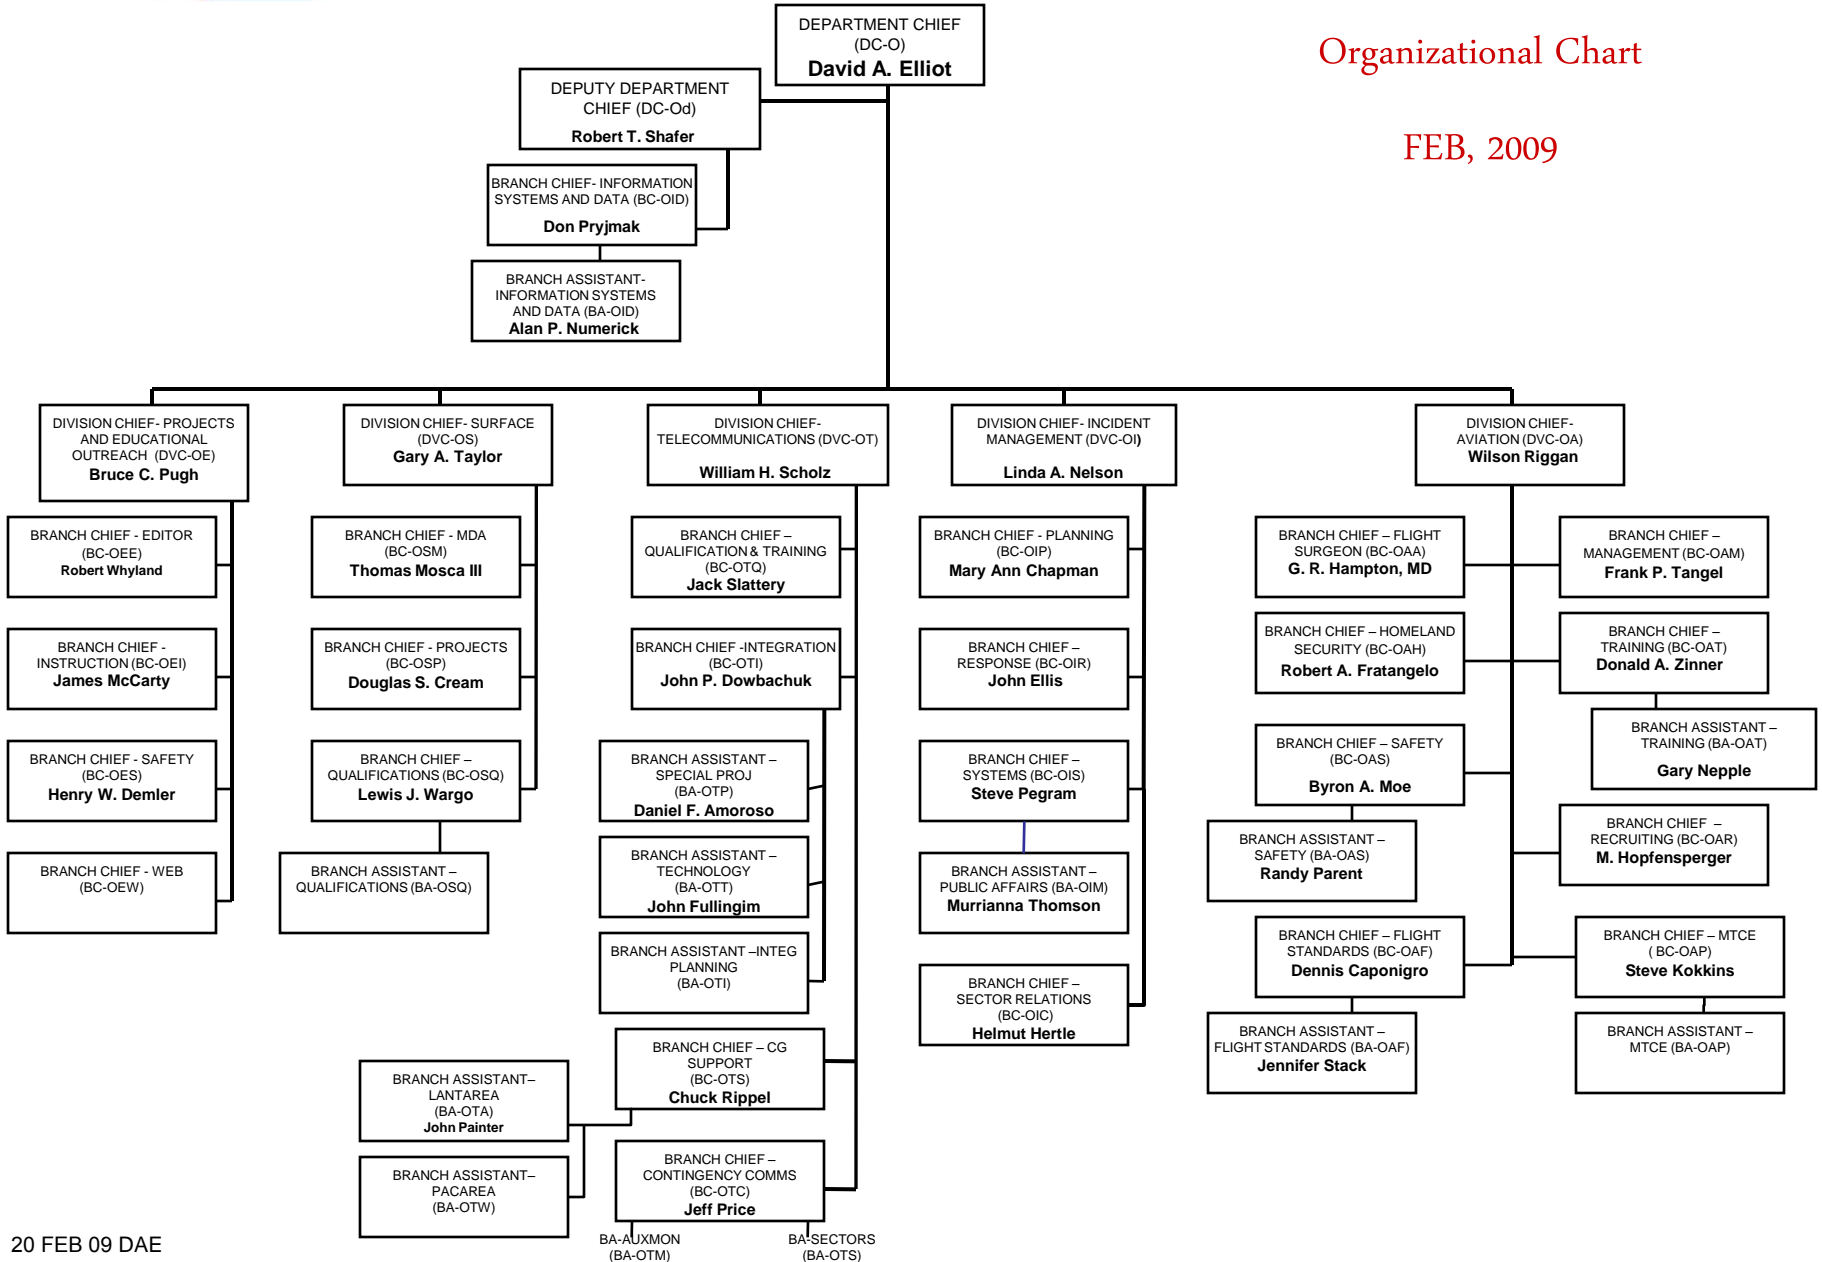 DEPARTMENT CHIEF
(DC-O)
David A. Elliot
Organizational Chart
FEB, 2009
DEPUTY DEPARTMENT
CHIEF (DC-Od)
Robert T. Shafer
BRANCH CHIEF- INFORMATION
SYSTEMS AND DATA (BC-OID)
Don Pryjmak
BRANCH ASSISTANT-
INFORMATION SYSTEMS
AND DATA (BA-OID)
Alan P. Numerick
DIVISION CHIEF- PROJECTS
AND EDUCATIONAL
OUTREACH (DVC-OE)
Bruce C. Pugh
BRANCH CHIEF - EDITOR
(BC-OEE)
Robert Whyland
BRANCH CHIEF -
INSTRUCTION (BC-OEI)
James McCarty
BRANCH CHIEF - SAFETY
(BC-OES)
Henry W. Demler
BRANCH CHIEF - WEB
(BC-OEW)
DIVISION CHIEF- SURFACE
(DVC-OS)
Gary A. Taylor
BRANCH CHIEF - MDA
(BC-OSM)
Thomas Mosca III
BRANCH CHIEF - PROJECTS
(BC-OSP)
Douglas S. Cream
BRANCH CHIEF –
QUALIFICATIONS (BC-OSQ)
Lewis J. Wargo
BRANCH ASSISTANT –
QUALIFICATIONS (BA-OSQ)
DIVISION CHIEF-
TELECOMMUNICATIONS (DVC-OT)
William H. Scholz
BRANCH CHIEF –
QUALIFICATION & TRAINING
(BC-OTQ)
Jack Slattery
BRANCH CHIEF -INTEGRATION
(BC-OTI)
John P. Dowbachuk
BRANCH ASSISTANT –
SPECIAL PROJ
(BA-OTP)
Daniel F. Amoroso
BRANCH ASSISTANT –
TECHNOLOGY
(BA-OTT)
John Fullingim
BRANCH ASSISTANT –INTEG
PLANNING
(BA-OTI)
BRANCH CHIEF – CG
SUPPORT
(BC-OTS)
Chuck Rippel
BRANCH ASSISTANT–
LANTAREA
(BA-OTA)
John Painter
BRANCH ASSISTANT–
PACAREA
(BA-OTW)
BRANCH CHIEF –
CONTINGENCY COMMS
(BC-OTC)
Jeff Price
BA-AUXMON
(BA-OTM)
BA-SECTORS
(BA-OTS)
DIVISION CHIEF- INCIDENT
MANAGEMENT (DVC-OI)
Linda A. Nelson
BRANCH CHIEF - PLANNING
(BC-OIP)
Mary Ann Chapman
BRANCH CHIEF –
RESPONSE (BC-OIR)
John Ellis
BRANCH CHIEF –
SYSTEMS (BC-OIS)
Steve Pegram
BRANCH ASSISTANT –
PUBLIC AFFAIRS (BA-OIM)
Murrianna Thomson
BRANCH CHIEF –
SECTOR RELATIONS
(BC-OIC)
Helmut Hertle
DIVISION CHIEF-
AVIATION (DVC-OA)
Wilson Riggan
BRANCH CHIEF – FLIGHT
SURGEON (BC-OAA)
G. R. Hampton, MD
BRANCH CHIEF – HOMELAND
SECURITY (BC-OAH)
Robert A. Fratangelo
BRANCH CHIEF – SAFETY
(BC-OAS)
Byron A. Moe
BRANCH ASSISTANT –
SAFETY (BA-OAS)
Randy Parent
BRANCH CHIEF – FLIGHT
STANDARDS (BC-OAF)
Dennis Caponigro
BRANCH ASSISTANT –
FLIGHT STANDARDS (BA-OAF)
Jennifer Stack
BRANCH CHIEF –
MANAGEMENT (BC-OAM)
Frank P. Tangel
BRANCH CHIEF –
TRAINING (BC-OAT)
Donald A. Zinner
BRANCH ASSISTANT –
TRAINING (BA-OAT)
Gary Nepple
BRANCH CHIEF –
RECRUITING (BC-OAR)
M. Hopfensperger
BRANCH CHIEF – MTCE
( BC-OAP)
Steve Kokkins
BRANCH ASSISTANT –
MTCE (BA-OAP)
20 FEB 09 DAE